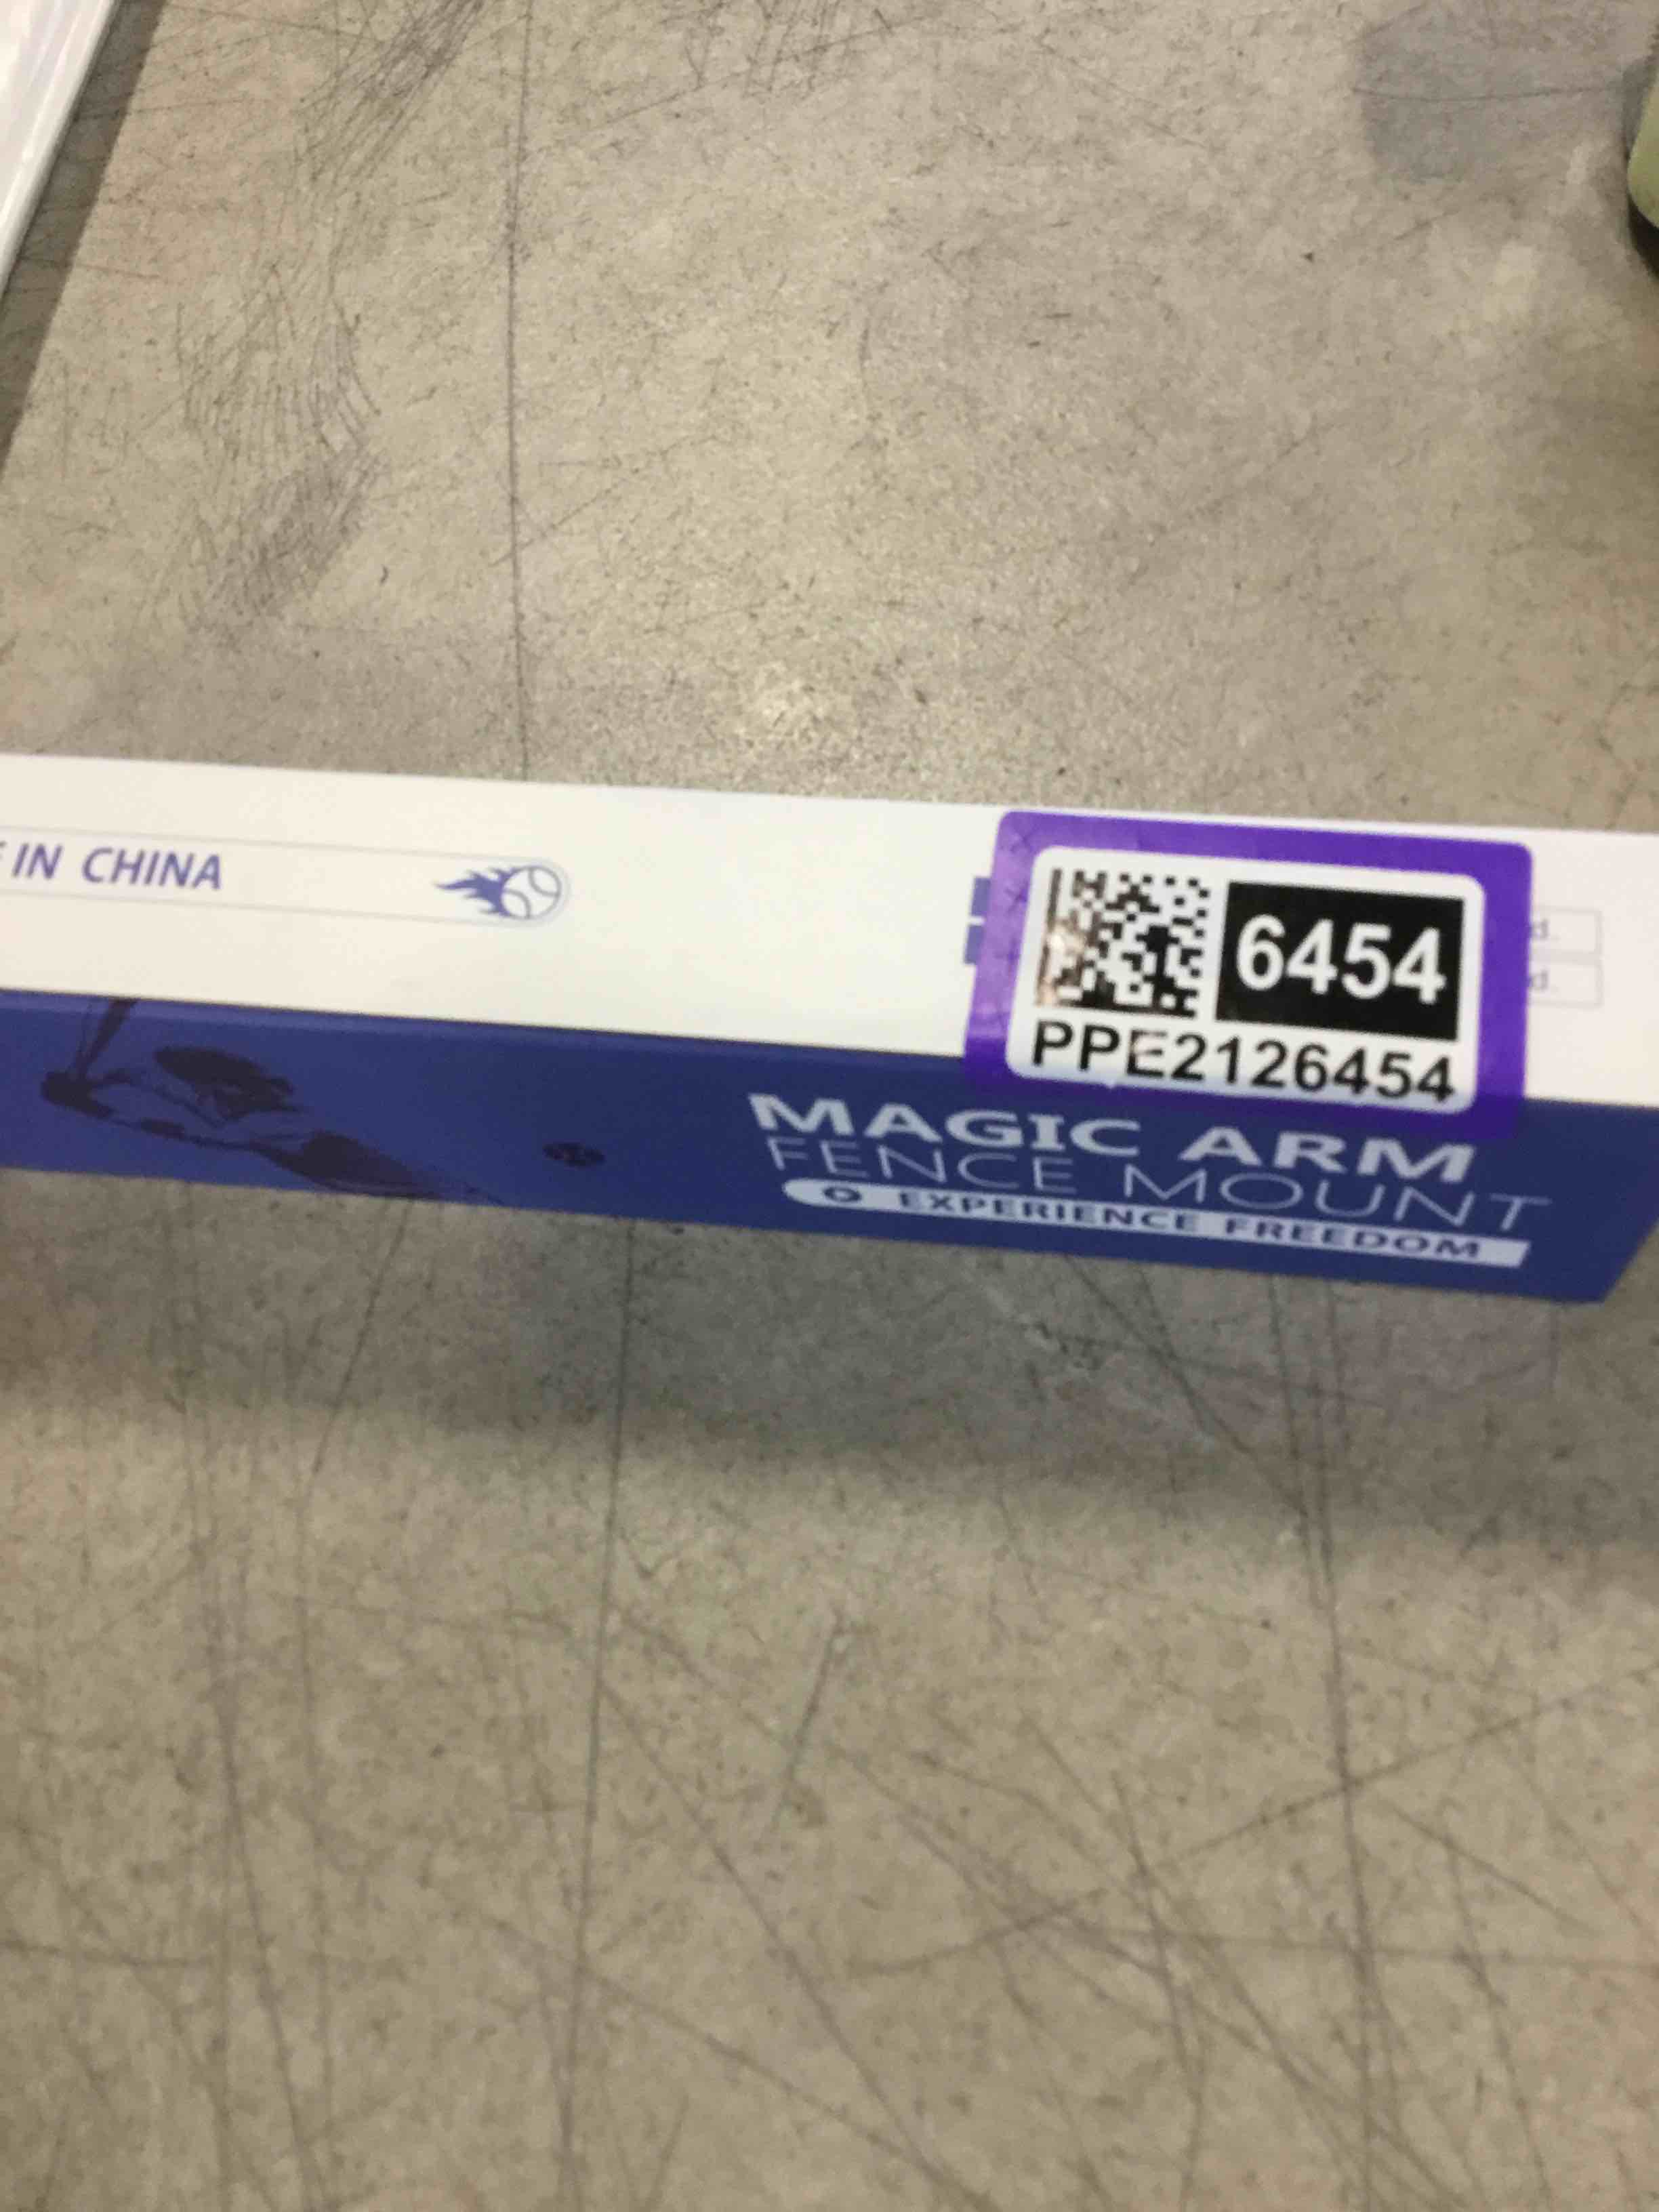 IN CHINA
6454
PPE2126454
MAGIC ARM
FENCE MOUNT
EXPERIENCE FREEDOM
d.
d.